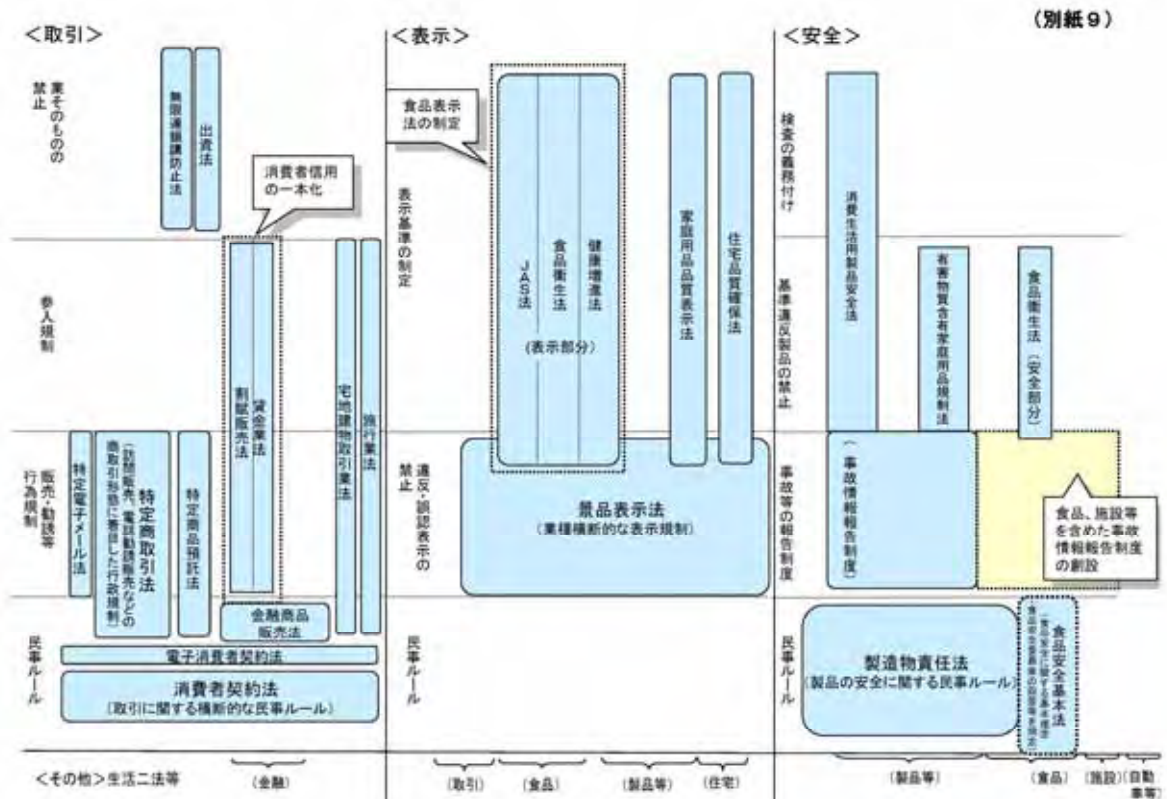 (別紙9)
<取引>
業そのものの
禁止
参入規制
販売・勧誘等
行為規制
民事ルール
無限連鎖講防止法
出資法
消費者信用
の一本化
割賦販売法
貸金業法
宅地建物取引業法
旅行業法
特定電子メール法
特定商取引法
(訪問販売、電話勧誘販売などの
商取引形態に着目した行政規制)
特定商品預託法
金融商品
販売法
電子消費者契約法
消費者契約法
(取引に関する横断的な民事ルール)
<その他>生活二法等
(金融)
<表示>
食品表示
法の制定
表示基準の制定
違反・誤認表示の
禁止
JAS法
食品衛生法
健康増進法
(表示部分)
家庭用品品質表示法
住宅品質確保法
景品表示法
(業種横断的な表示規制)
(取引)
(食品)
(製品等)
(住宅)
<安全>
検査の義務付け
基準違反製品の禁止
事故等の報告制度
民事ルール
消費生活用製品安全法
有害物質含有家庭用品規制法
食品衛生法(安全部分)
(事故情報報告制度)
食品、施設等
を含めた事故
情報報告制度
の創設
製造物責任法
(製品の安全に関する民事ルール)
食品安全基本法
(製品等)
(食品)
(施設)
(自動
車等)